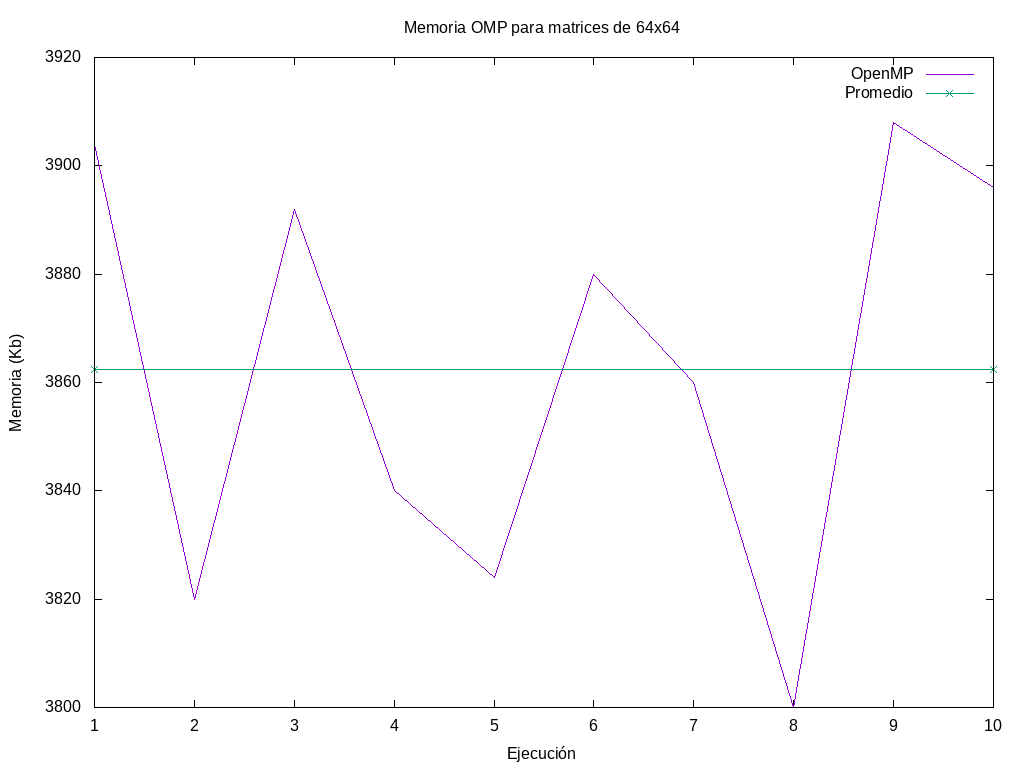 Memoria OMP para matrices de 64x64
OpenMP
Promedio
3920
3900
3880
3860
3840
3820
3800
Memoria (Kb)
1 2 3 4 5 6 7 8 9 10
Ejecución